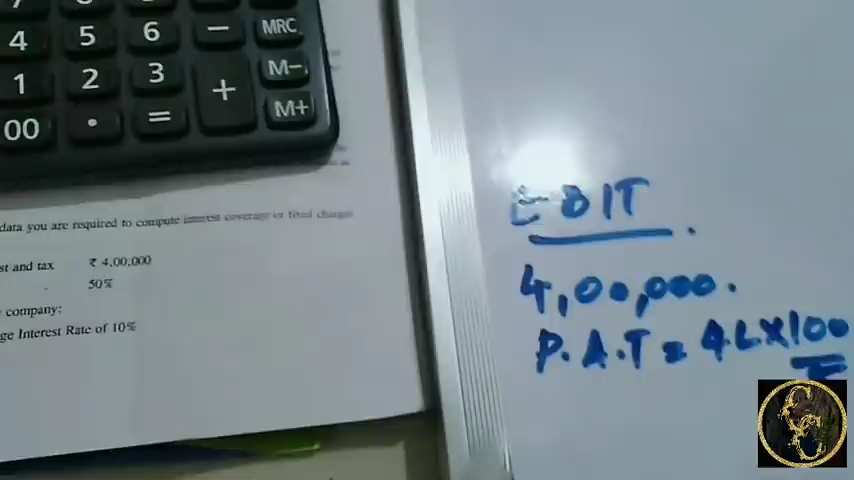 4 5 6 − MRC
1 2 3 + M−
00 . = M+
data you are required to compute interest coverage or fixed charges
st and tax ₹ 4,00,000
50%
company:
ge Interest Rate of 10%
EBIT
4,00,000.
P.A.T = 4L×100